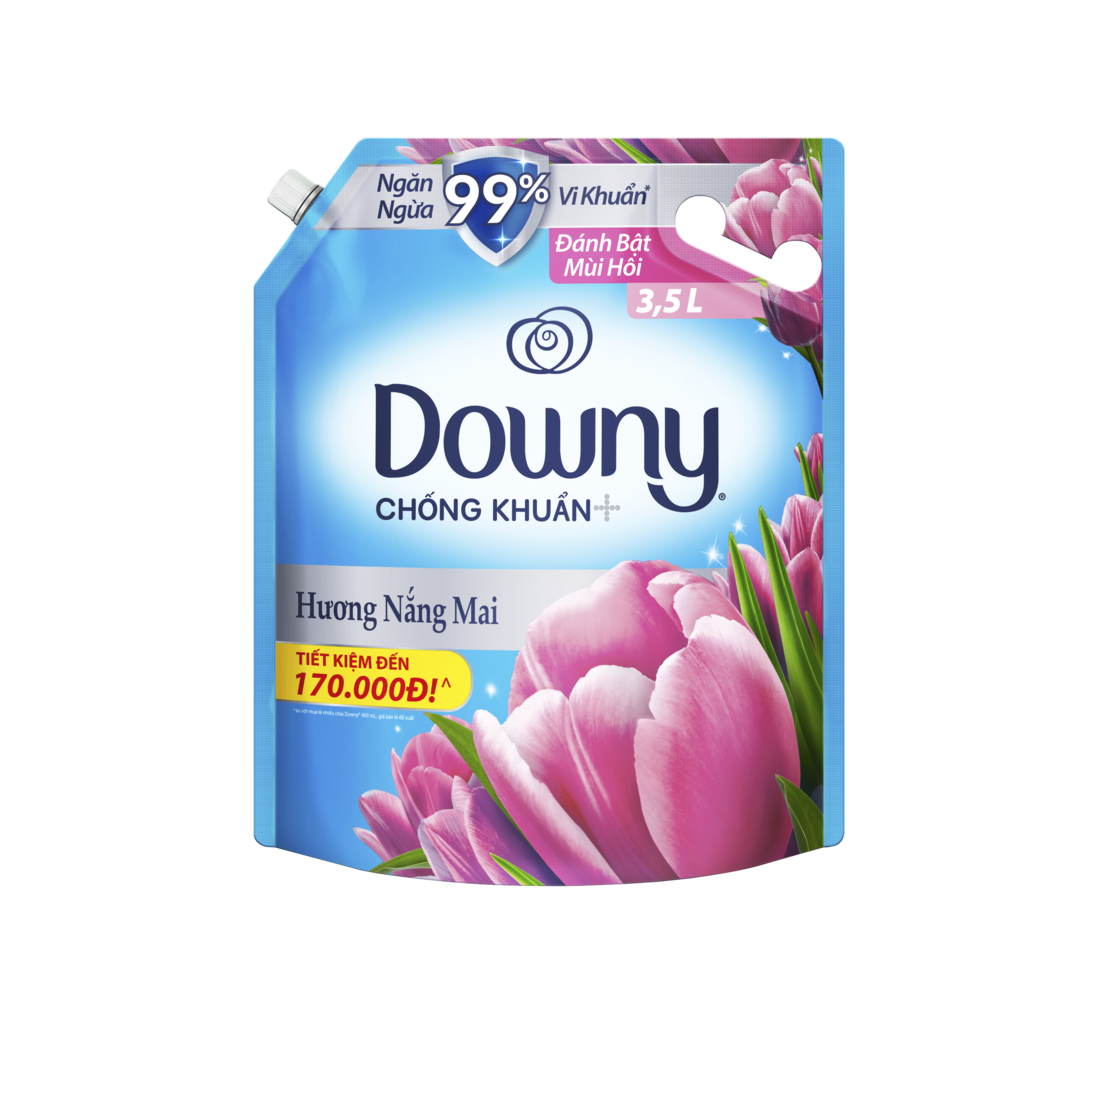 Ngăn
Ngừa
99%
Vi Khuẩn*
Đánh Bật
Mùi Hôi
3,5 L
Downy®
CHỐNG KHUẨN+
Hương Nắng Mai
TIẾT KIỆM ĐẾN
170.000Đ!^